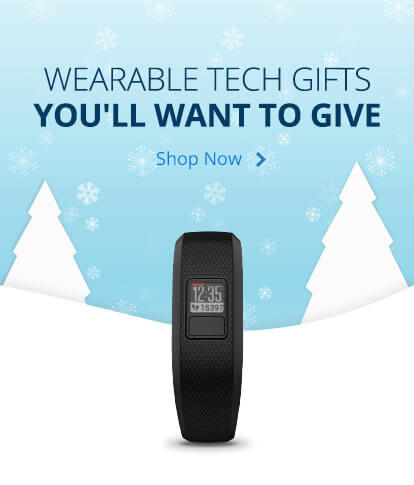 WEARABLE TECH GIFTS
YOU'LL WANT TO GIVE
Shop Now
12:35
15397